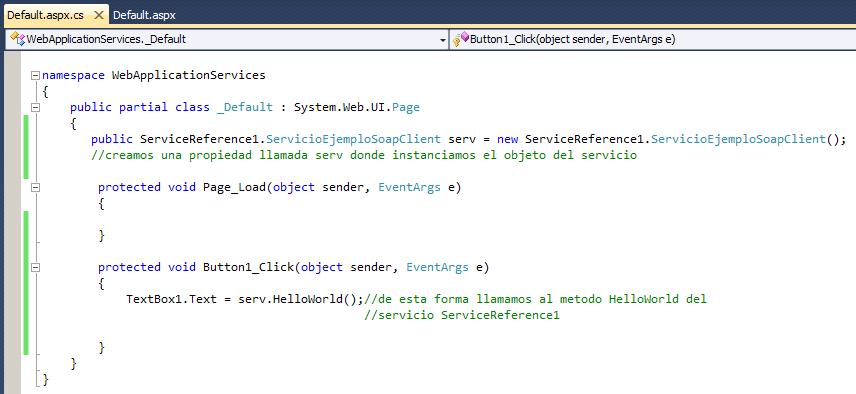 Default.aspx.cs Default.aspx
WebApplicationServices._Default Button1_Click(object sender, EventArgs e)
namespace WebApplicationServices
{
public partial class _Default : System.Web.UI.Page
{
public ServiceReference1.ServicioEjemploSoapClient serv = new ServiceReference1.ServicioEjemploSoapClient();
//creamos una propiedad llamada serv donde instanciamos el objeto del servicio
protected void Page_Load(object sender, EventArgs e)
{
}
protected void Button1_Click(object sender, EventArgs e)
{
TextBox1.Text = serv.HelloWorld();//de esta forma llamamos al metodo HelloWorld del
//servicio ServiceReference1
}
}
}